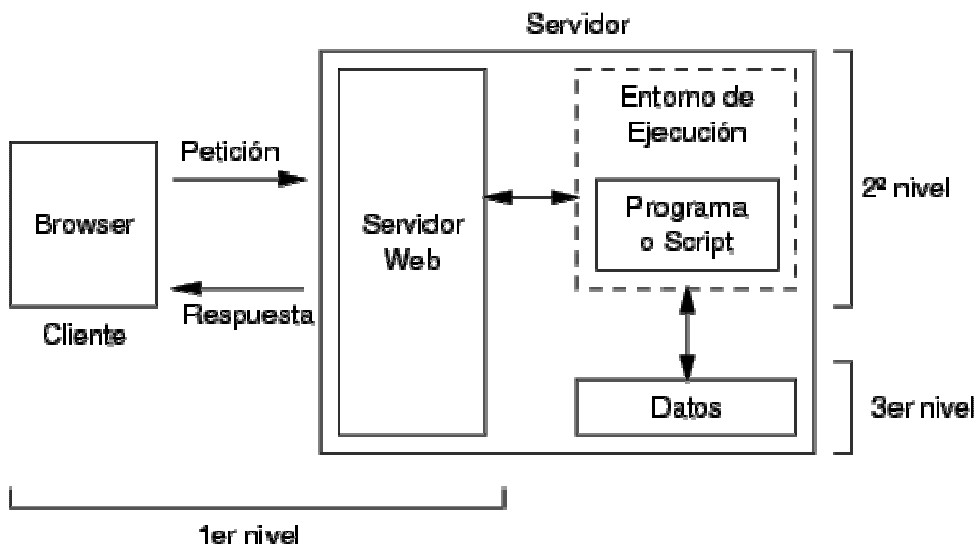 Servidor
Entorno de
Ejecución
Petición
2º nivel
Browser
Servidor
Web
Programa
o Script
Respuesta
Cliente
Datos
3er nivel
1er nivel